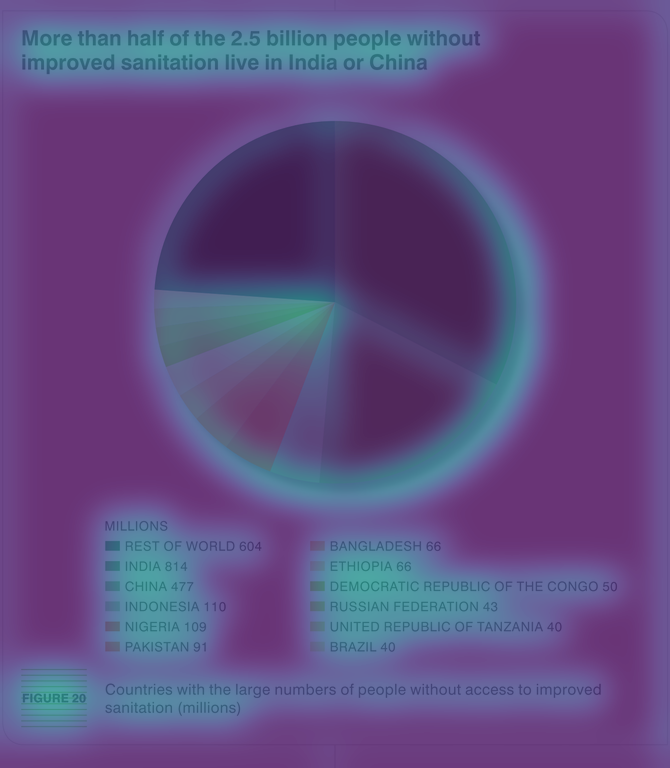 More than half of the 2.5 billion people without
improved sanitation live in India or China
MILLIONS
REST OF WORLD 604
INDIA 814
CHINA 477
INDONESIA 110
NIGERIA 109
PAKISTAN 91
BANGLADESH 66
ETHIOPIA 66
DEMOCRATIC REPUBLIC OF THE CONGO 50
RUSSIAN FEDERATION 43
UNITED REPUBLIC OF TANZANIA 40
BRAZIL 40
FIGURE 20
Countries with the large numbers of people without access to improved
sanitation (millions)